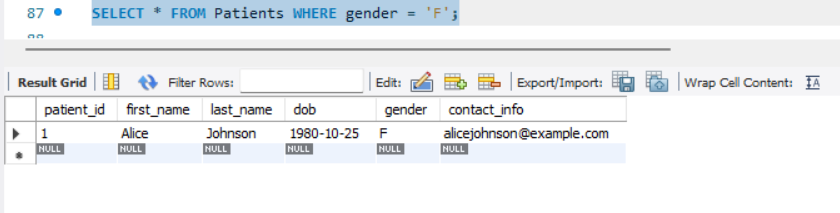 87 SELECT * FROM Patients WHERE gender = 'F';
Result Grid Filter Rows: Edit: Export/Import: Wrap Cell Content: IA
patient_id first_name last_name dob gender contact_info
1 Alice Johnson 1980-10-25 F alicejohnson@example.com
NULL NULL NULL NULL NULL NULL